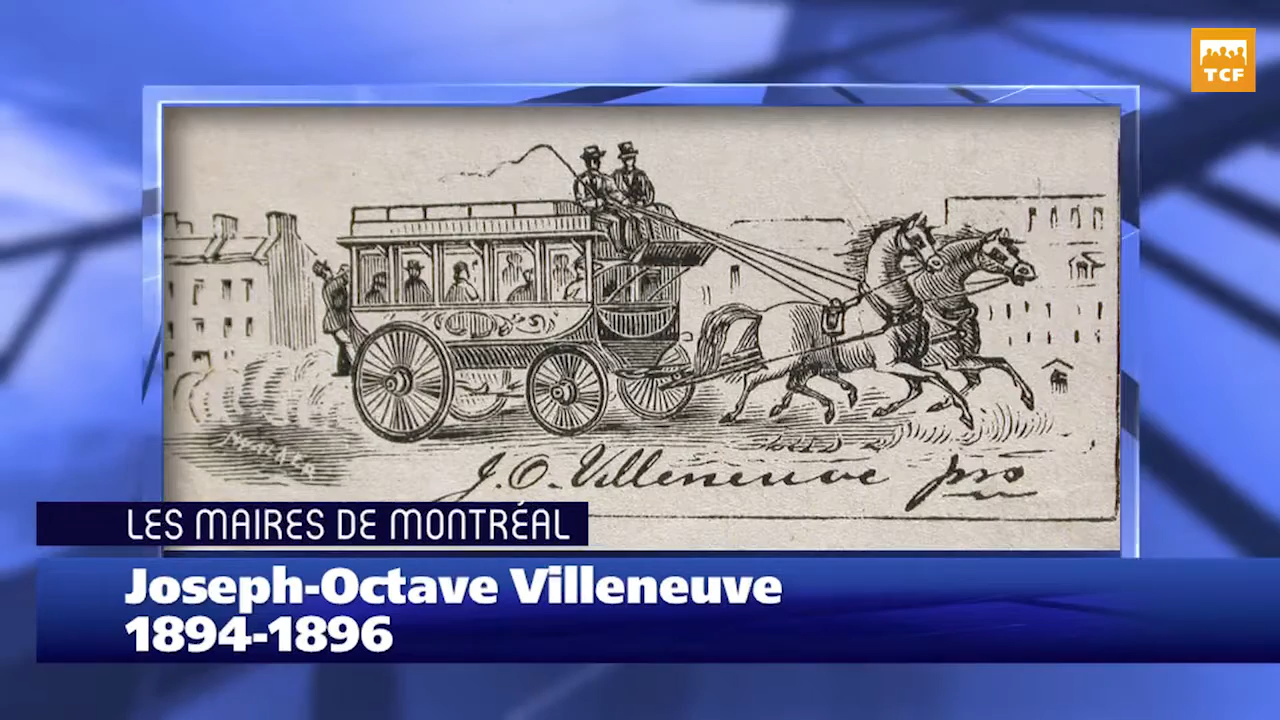 TCF
J.O. Villeneuve pro
LES MAIRES DE MONTRÉAL
Joseph-Octave Villeneuve
1894-1896